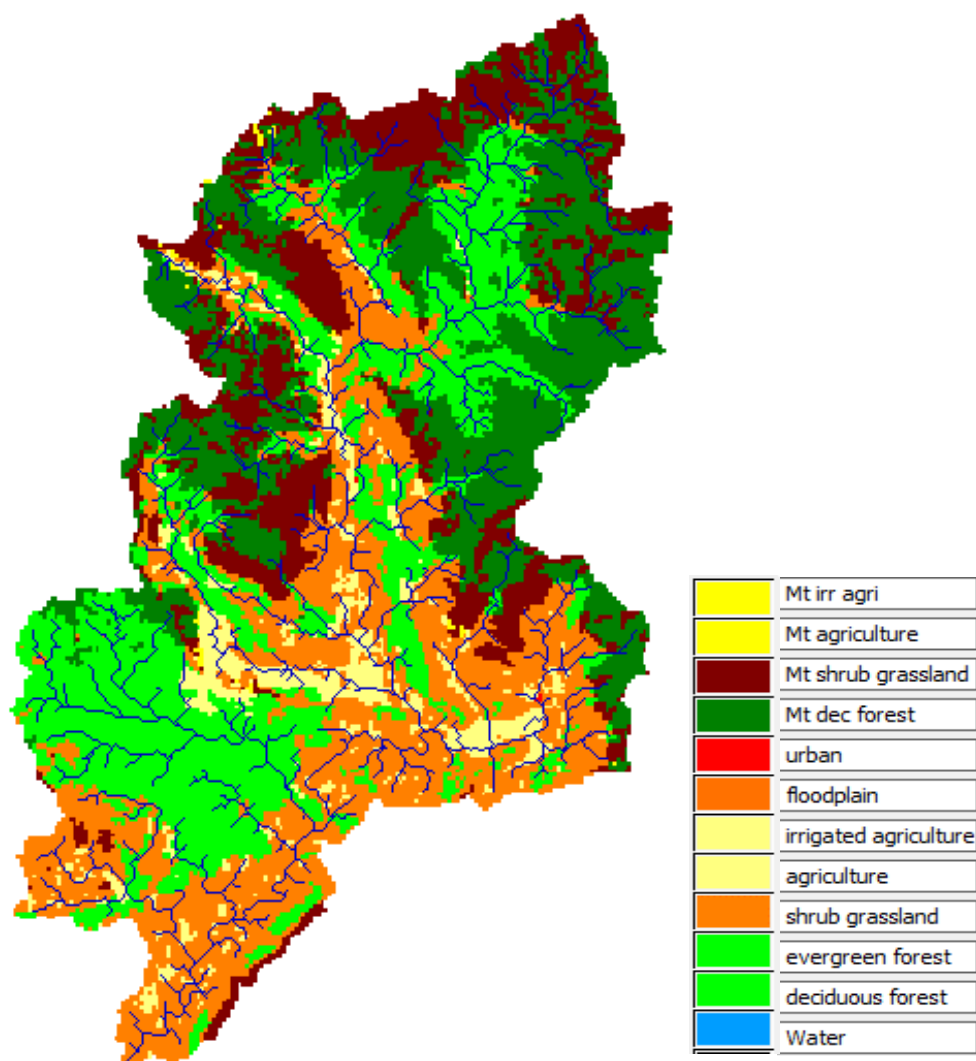 Mt irr agri
Mt agriculture
Mt shrub grassland
Mt dec forest
urban
floodplain
irrigated agriculture
agriculture
shrub grassland
evergreen forest
deciduous forest
Water